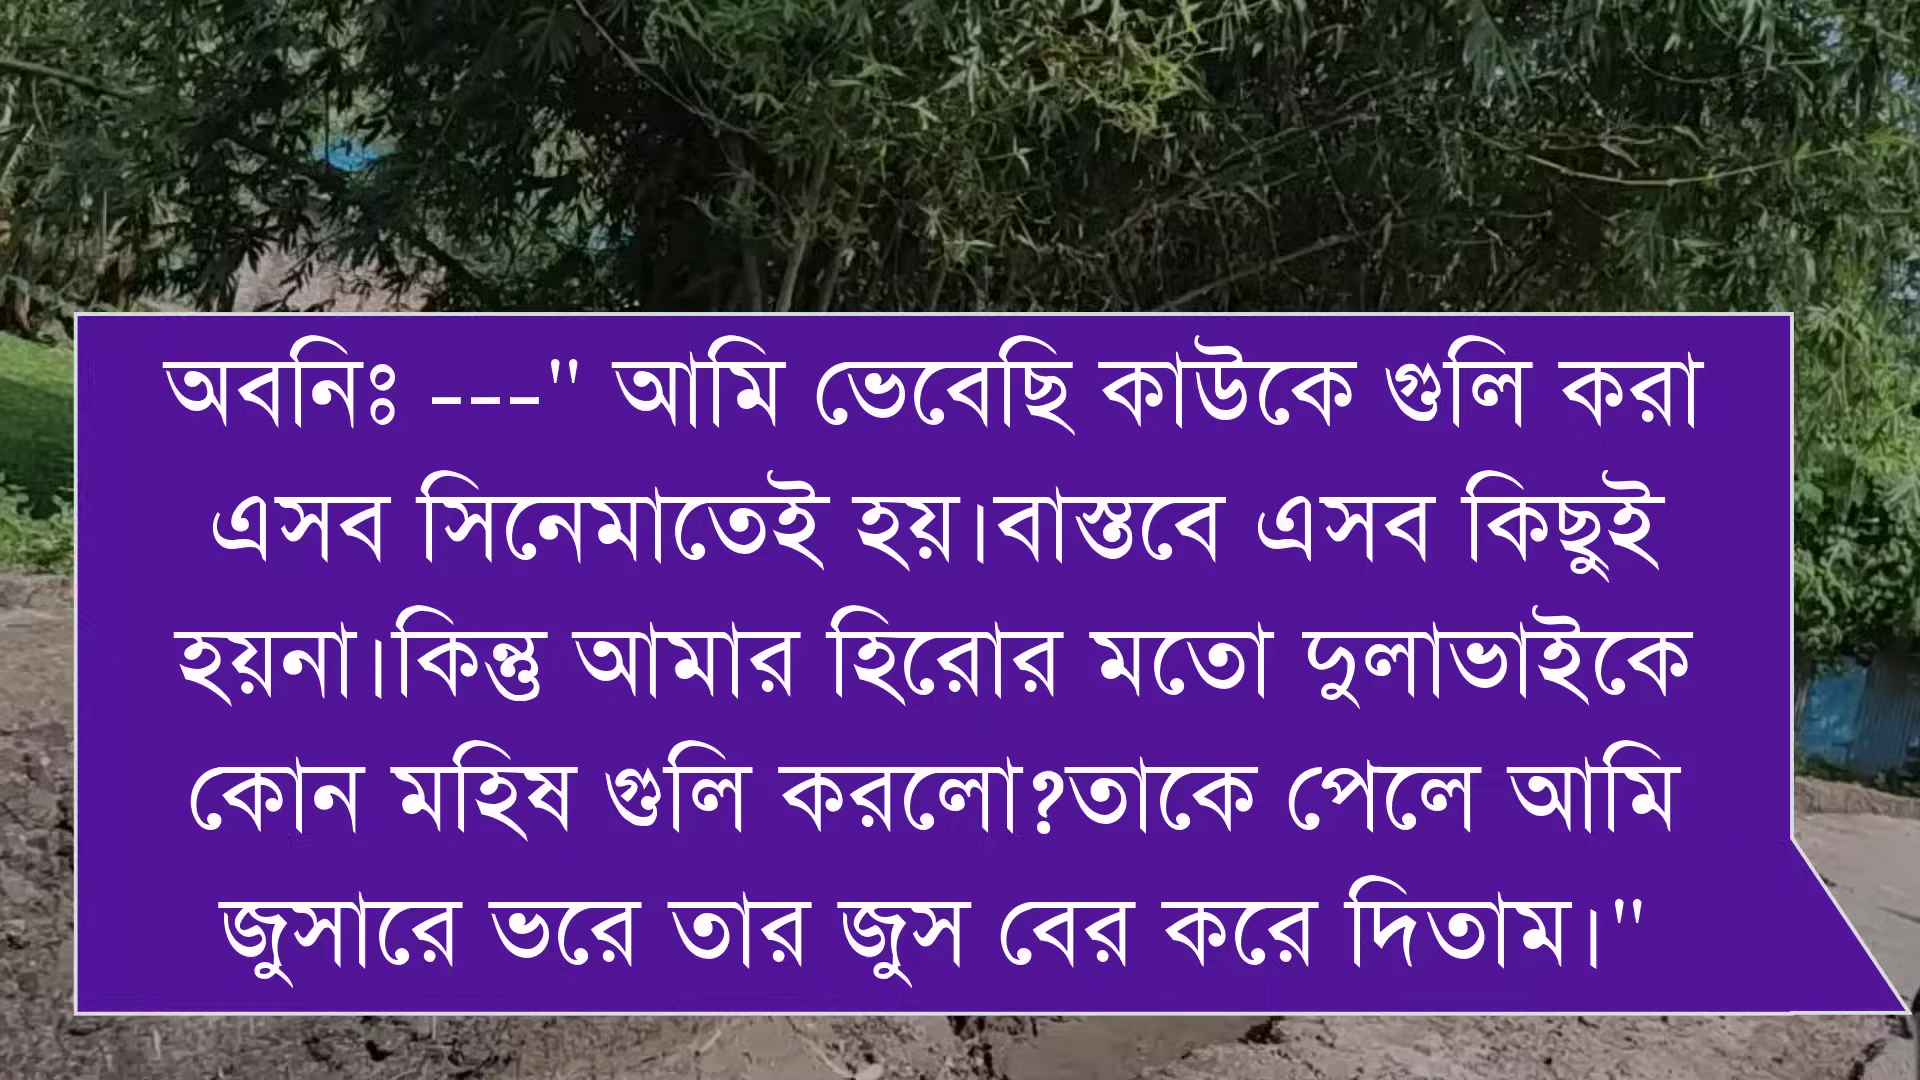 অবনিঃ ---" আমি ভেবেছি কাউকে গুলি করা
এসব সিনেমাতেই হয়।বাস্তবে এসব কিছুই
হয়না।কিন্তু আমার হিরোর মতো দুলাভাইকে
কোন মহিষ গুলি করলো?তাকে পেলে আমি
জুসারে ভরে তার জুস বের করে দিতাম।"